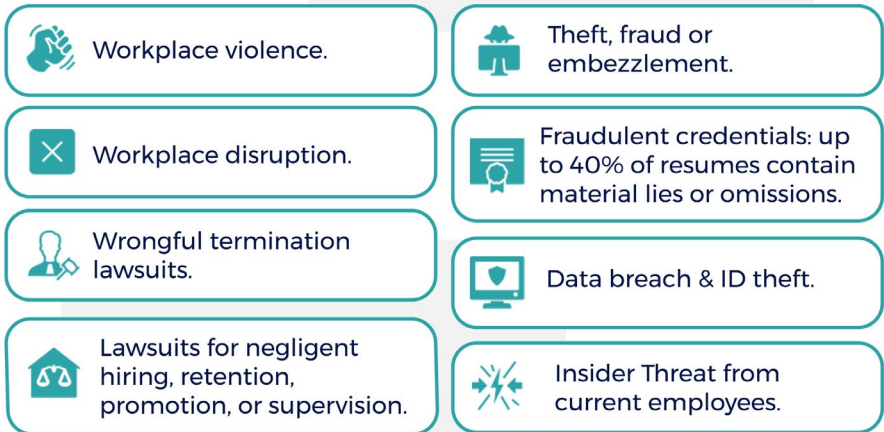 Workplace violence.
Workplace disruption.
Wrongful termination
lawsuits.
Lawsuits for negligent
hiring, retention,
promotion, or supervision.
Theft, fraud or
embezzlement.
Fraudulent credentials: up
to 40% of resumes contain
material lies or omissions.
Data breach & ID theft.
Insider Threat from
current employees.